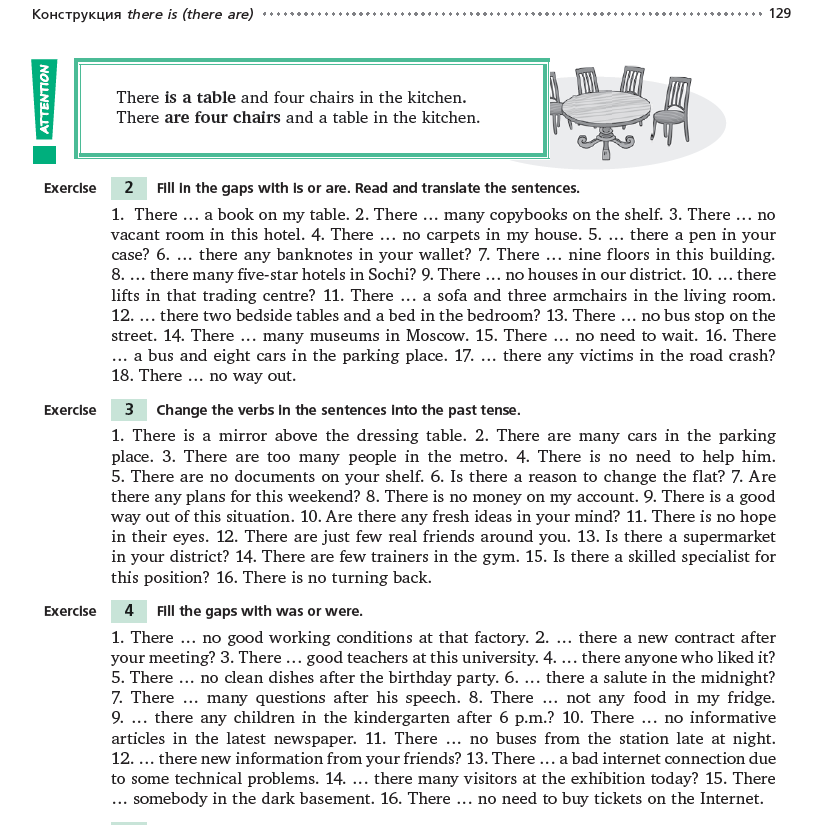 Конструкция there is (there are) 129
ATTENTION
There is a table and four chairs in the kitchen.
There are four chairs and a table in the kitchen.
Exercise 2 Fill in the gaps with is or are. Read and translate the sentences.
1. There ... a book on my table. 2. There ... many copybooks on the shelf. 3. There ... no
vacant room in this hotel. 4. There ... no carpets in my house. 5. ... there a pen in your
case? 6. ... there any banknotes in your wallet? 7. There ... nine floors in this building.
8. ... there many five-star hotels in Sochi? 9. There ... no houses in our district. 10. ... there
lifts in that trading centre? 11. There ... a sofa and three armchairs in the living room.
12. ... there two bedside tables and a bed in the bedroom? 13. There ... no bus stop on the
street. 14. There ... many museums in Moscow. 15. There ... no need to wait. 16. There
... a bus and eight cars in the parking place. 17. ... there any victims in the road crash?
18. There ... no way out.
Exercise 3 Change the verbs in the sentences into the past tense.
1. There is a mirror above the dressing table. 2. There are many cars in the parking
place. 3. There are too many people in the metro. 4. There is no need to help him.
5. There are no documents on your shelf. 6. Is there a reason to change the flat? 7. Are
there any plans for this weekend? 8. There is no money on my account. 9. There is a good
way out of this situation. 10. Are there any fresh ideas in your mind? 11. There is no hope
in their eyes. 12. There are just few real friends around you. 13. Is there a supermarket
in your district? 14. There are few trainers in the gym. 15. Is there a skilled specialist for
this position? 16. There is no turning back.
Exercise 4 Fill the gaps with was or were.
1. There ... no good working conditions at that factory. 2. ... there a new contract after
your meeting? 3. There ... good teachers at this university. 4. ... there anyone who liked it?
5. There ... no clean dishes after the birthday party. 6. ... there a salute in the midnight?
7. There ... many questions after his speech. 8. There ... not any food in my fridge.
9. ... there any children in the kindergarten after 6 p.m.? 10. There ... no informative
articles in the latest newspaper. 11. There ... no buses from the station late at night.
12. ... there new information from your friends? 13. There ... a bad internet connection due
to some technical problems. 14. ... there many visitors at the exhibition today? 15. There
... somebody in the dark basement. 16. There ... no need to buy tickets on the Internet.